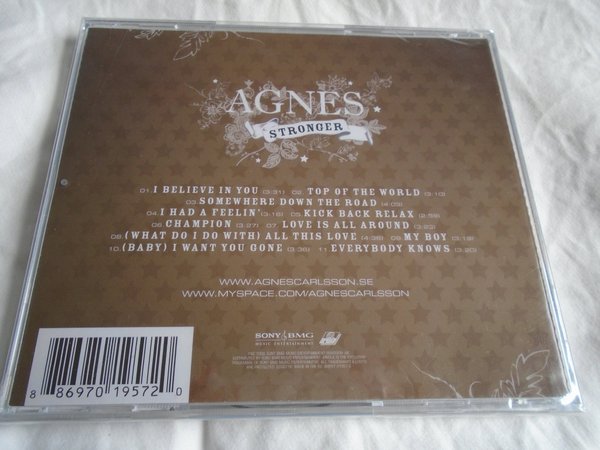 AGNES
STRONGER
01. I BELIEVE IN YOU (3:31) 02. TOP OF THE WORLD (3:10)
03. SOMEWHERE DOWN THE ROAD (4:05)
04. I HAD A FEELIN' (3:16) 05. KICK BACK RELAX (2:59)
06. CHAMPION (3:27) 07. LOVE IS ALL AROUND (3:23)
08. (WHAT DO I DO WITH) ALL THIS LOVE (4:36) 09. MY BOY (3:13)
10. (BABY) I WANT YOU GONE (3:36) 11. EVERYBODY KNOWS (3:20)
WWW.AGNESCARLSSON.SE
WWW.MYSPACE.COM/AGNESCARLSSON
SONY BMG
MUSIC ENTERTAINMENT
8 86970 19572 0